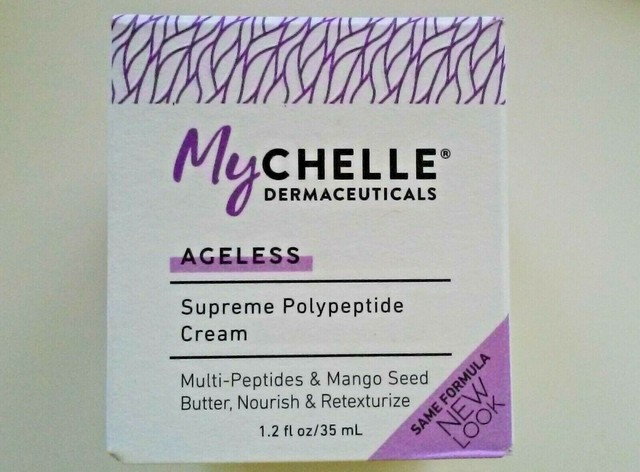 MyCHELLE®
DERMACEUTICALS
AGELESS
Supreme Polypeptide
Cream
Multi-Peptides & Mango Seed
Butter, Nourish & Retexturize
1.2 fl oz/35 mL
SAME FORMULA
NEW
LOOK